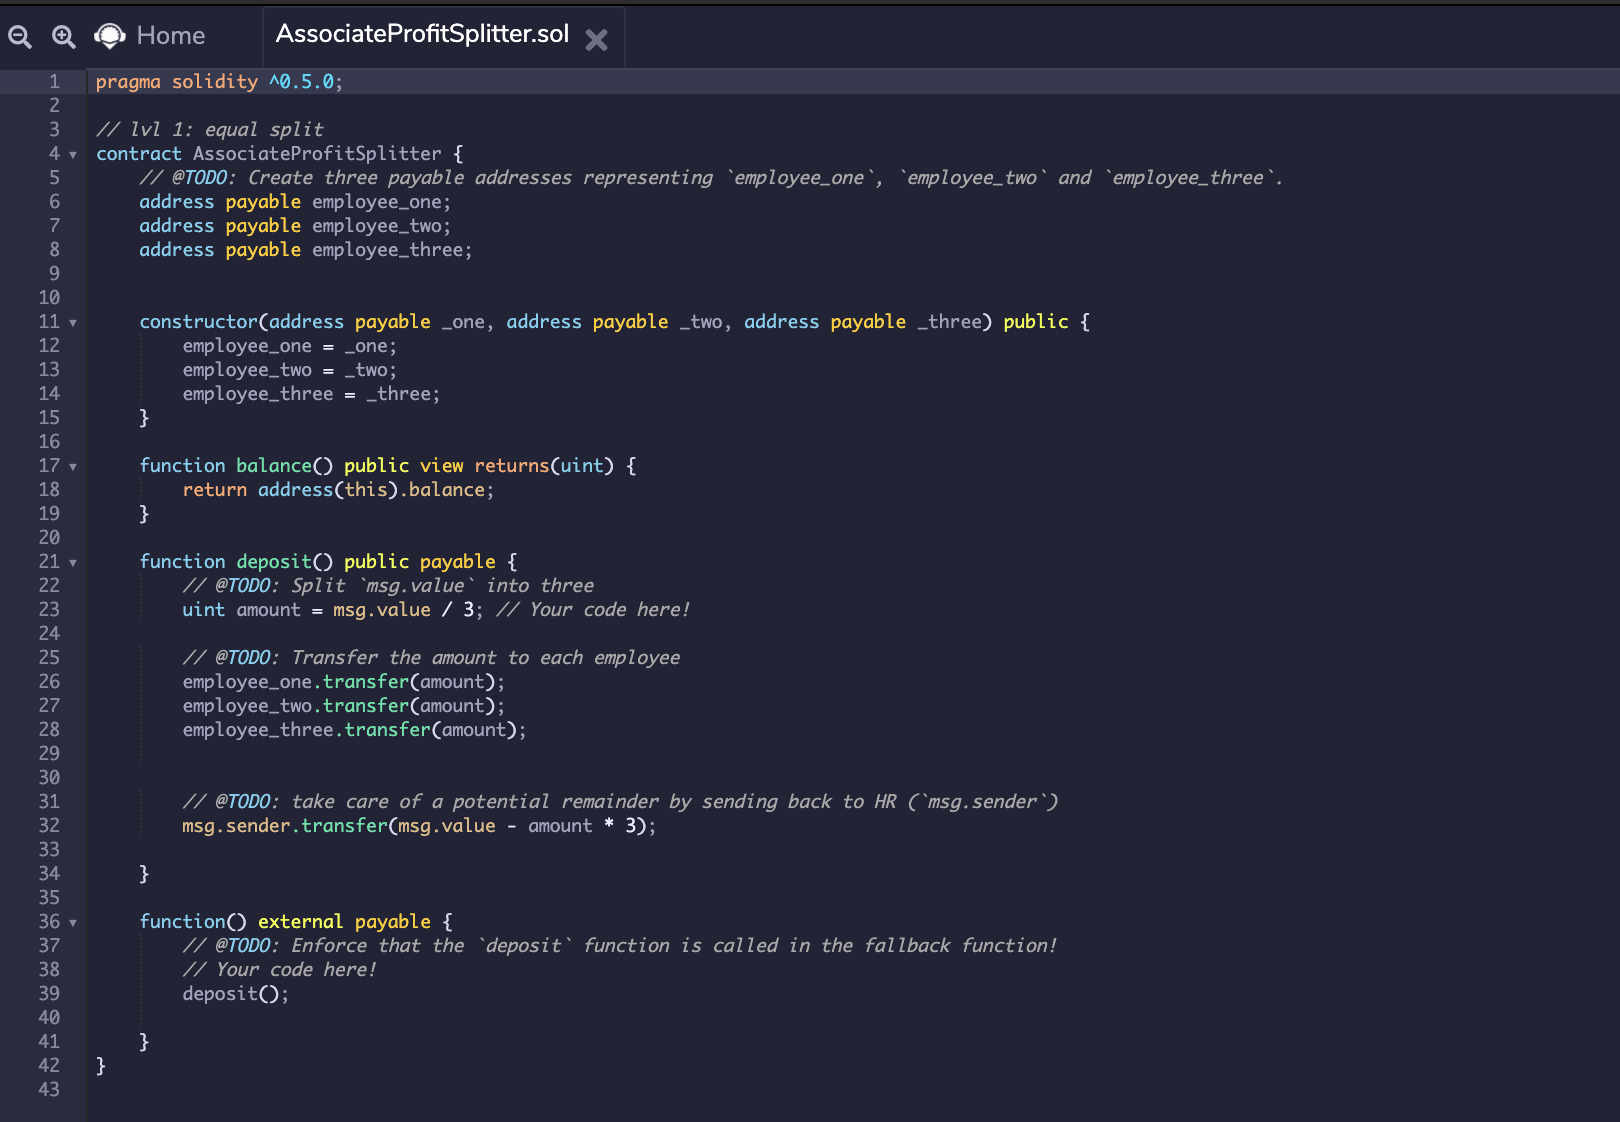 Home
AssociateProfitSplitter.sol
1 pragma solidity ^0.5.0;
2
3 // lvl 1: equal split
4 contract AssociateProfitSplitter {
5 // @TODO: Create three payable addresses representing `employee_one`, `employee_two` and `employee_three`.
6 address payable employee_one;
7 address payable employee_two;
8 address payable employee_three;
9
10
11 constructor(address payable _one, address payable _two, address payable _three) public {
12 employee_one = _one;
13 employee_two = _two;
14 employee_three = _three;
15 }
16
17 function balance() public view returns(uint) {
18 return address(this).balance;
19 }
20
21 function deposit() public payable {
22 // @TODO: Split `msg.value` into three
23 uint amount = msg.value / 3; // Your code here!
24
25 // @TODO: Transfer the amount to each employee
26 employee_one.transfer(amount);
27 employee_two.transfer(amount);
28 employee_three.transfer(amount);
29
30
31 // @TODO: take care of a potential remainder by sending back to HR (`msg.sender`)
32 msg.sender.transfer(msg.value - amount * 3);
33
34 }
35
36 function() external payable {
37 // @TODO: Enforce that the `deposit` function is called in the fallback function!
38 // Your code here!
39 deposit();
40
41 }
42 }
43